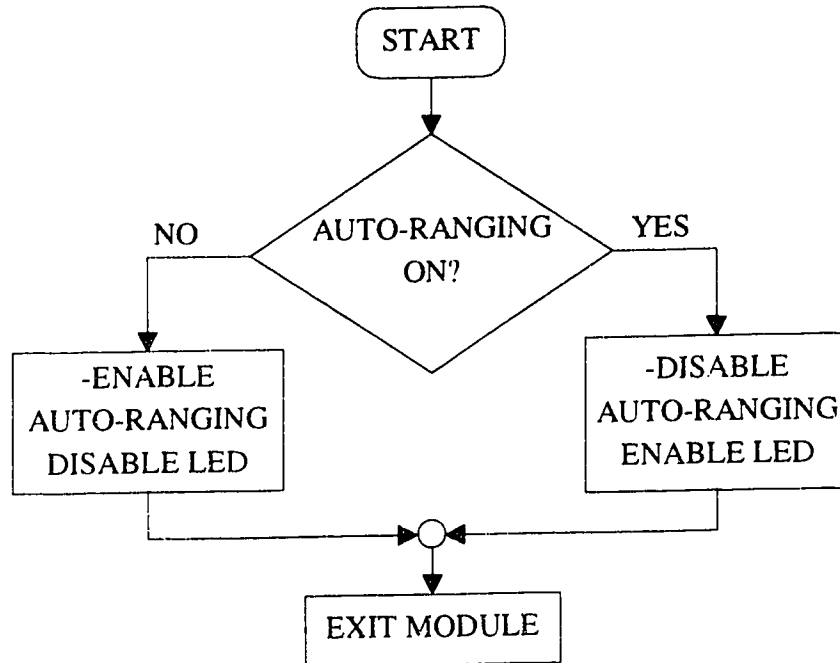 START
AUTO-RANGING
ON?
NO
YES
-ENABLE
AUTO-RANGING
DISABLE LED
-DISABLE
AUTO-RANGING
ENABLE LED
EXIT MODULE